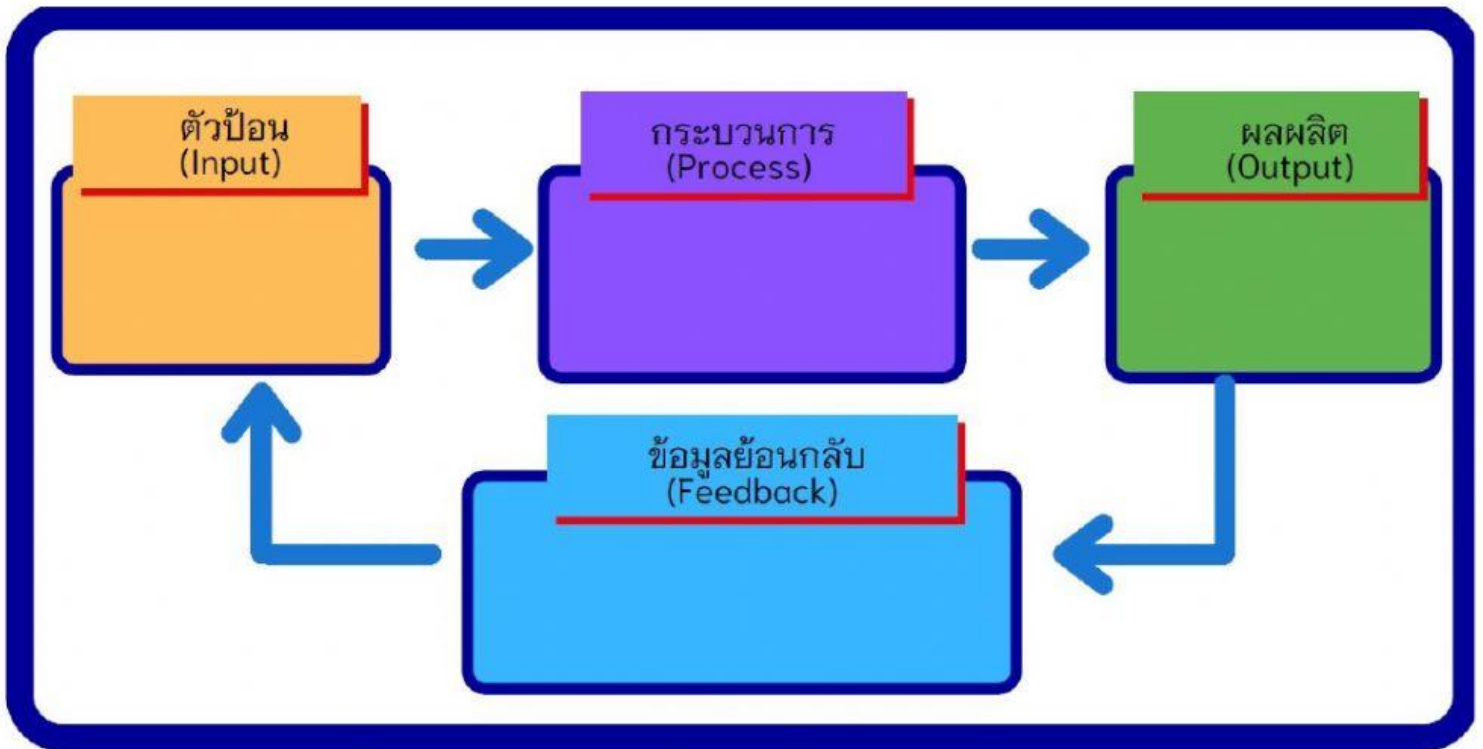 ตัวป้อน
(Input)
กระบวนการ
(Process)
ผลผลิต
(Output)
ข้อมูลย้อนกลับ
(Feedback)